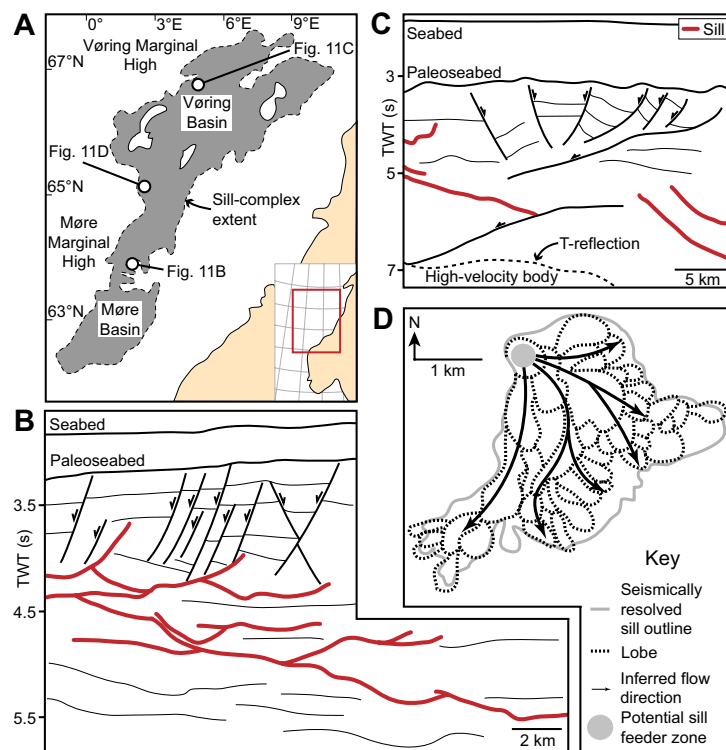 A
0°
3°E
6°E
9°E
67°N
65°N
63°N
Vøring Marginal
High
Fig. 11C
Vøring
Basin
Fig. 11D
Sill-complex
extent
Møre
Marginal
High
Fig. 11B
Møre
Basin
B
Seabed
Paleoseabed
TWT (s)
3.5
4.5
5.5
2 km
C
Seabed
Sill
Paleoseabed
TWT (s)
3
5
7
T-reflection
High-velocity body
5 km
D
N
1 km
Key
Seismically
resolved
sill outline
Lobe
Inferred flow
direction
Potential sill
feeder zone